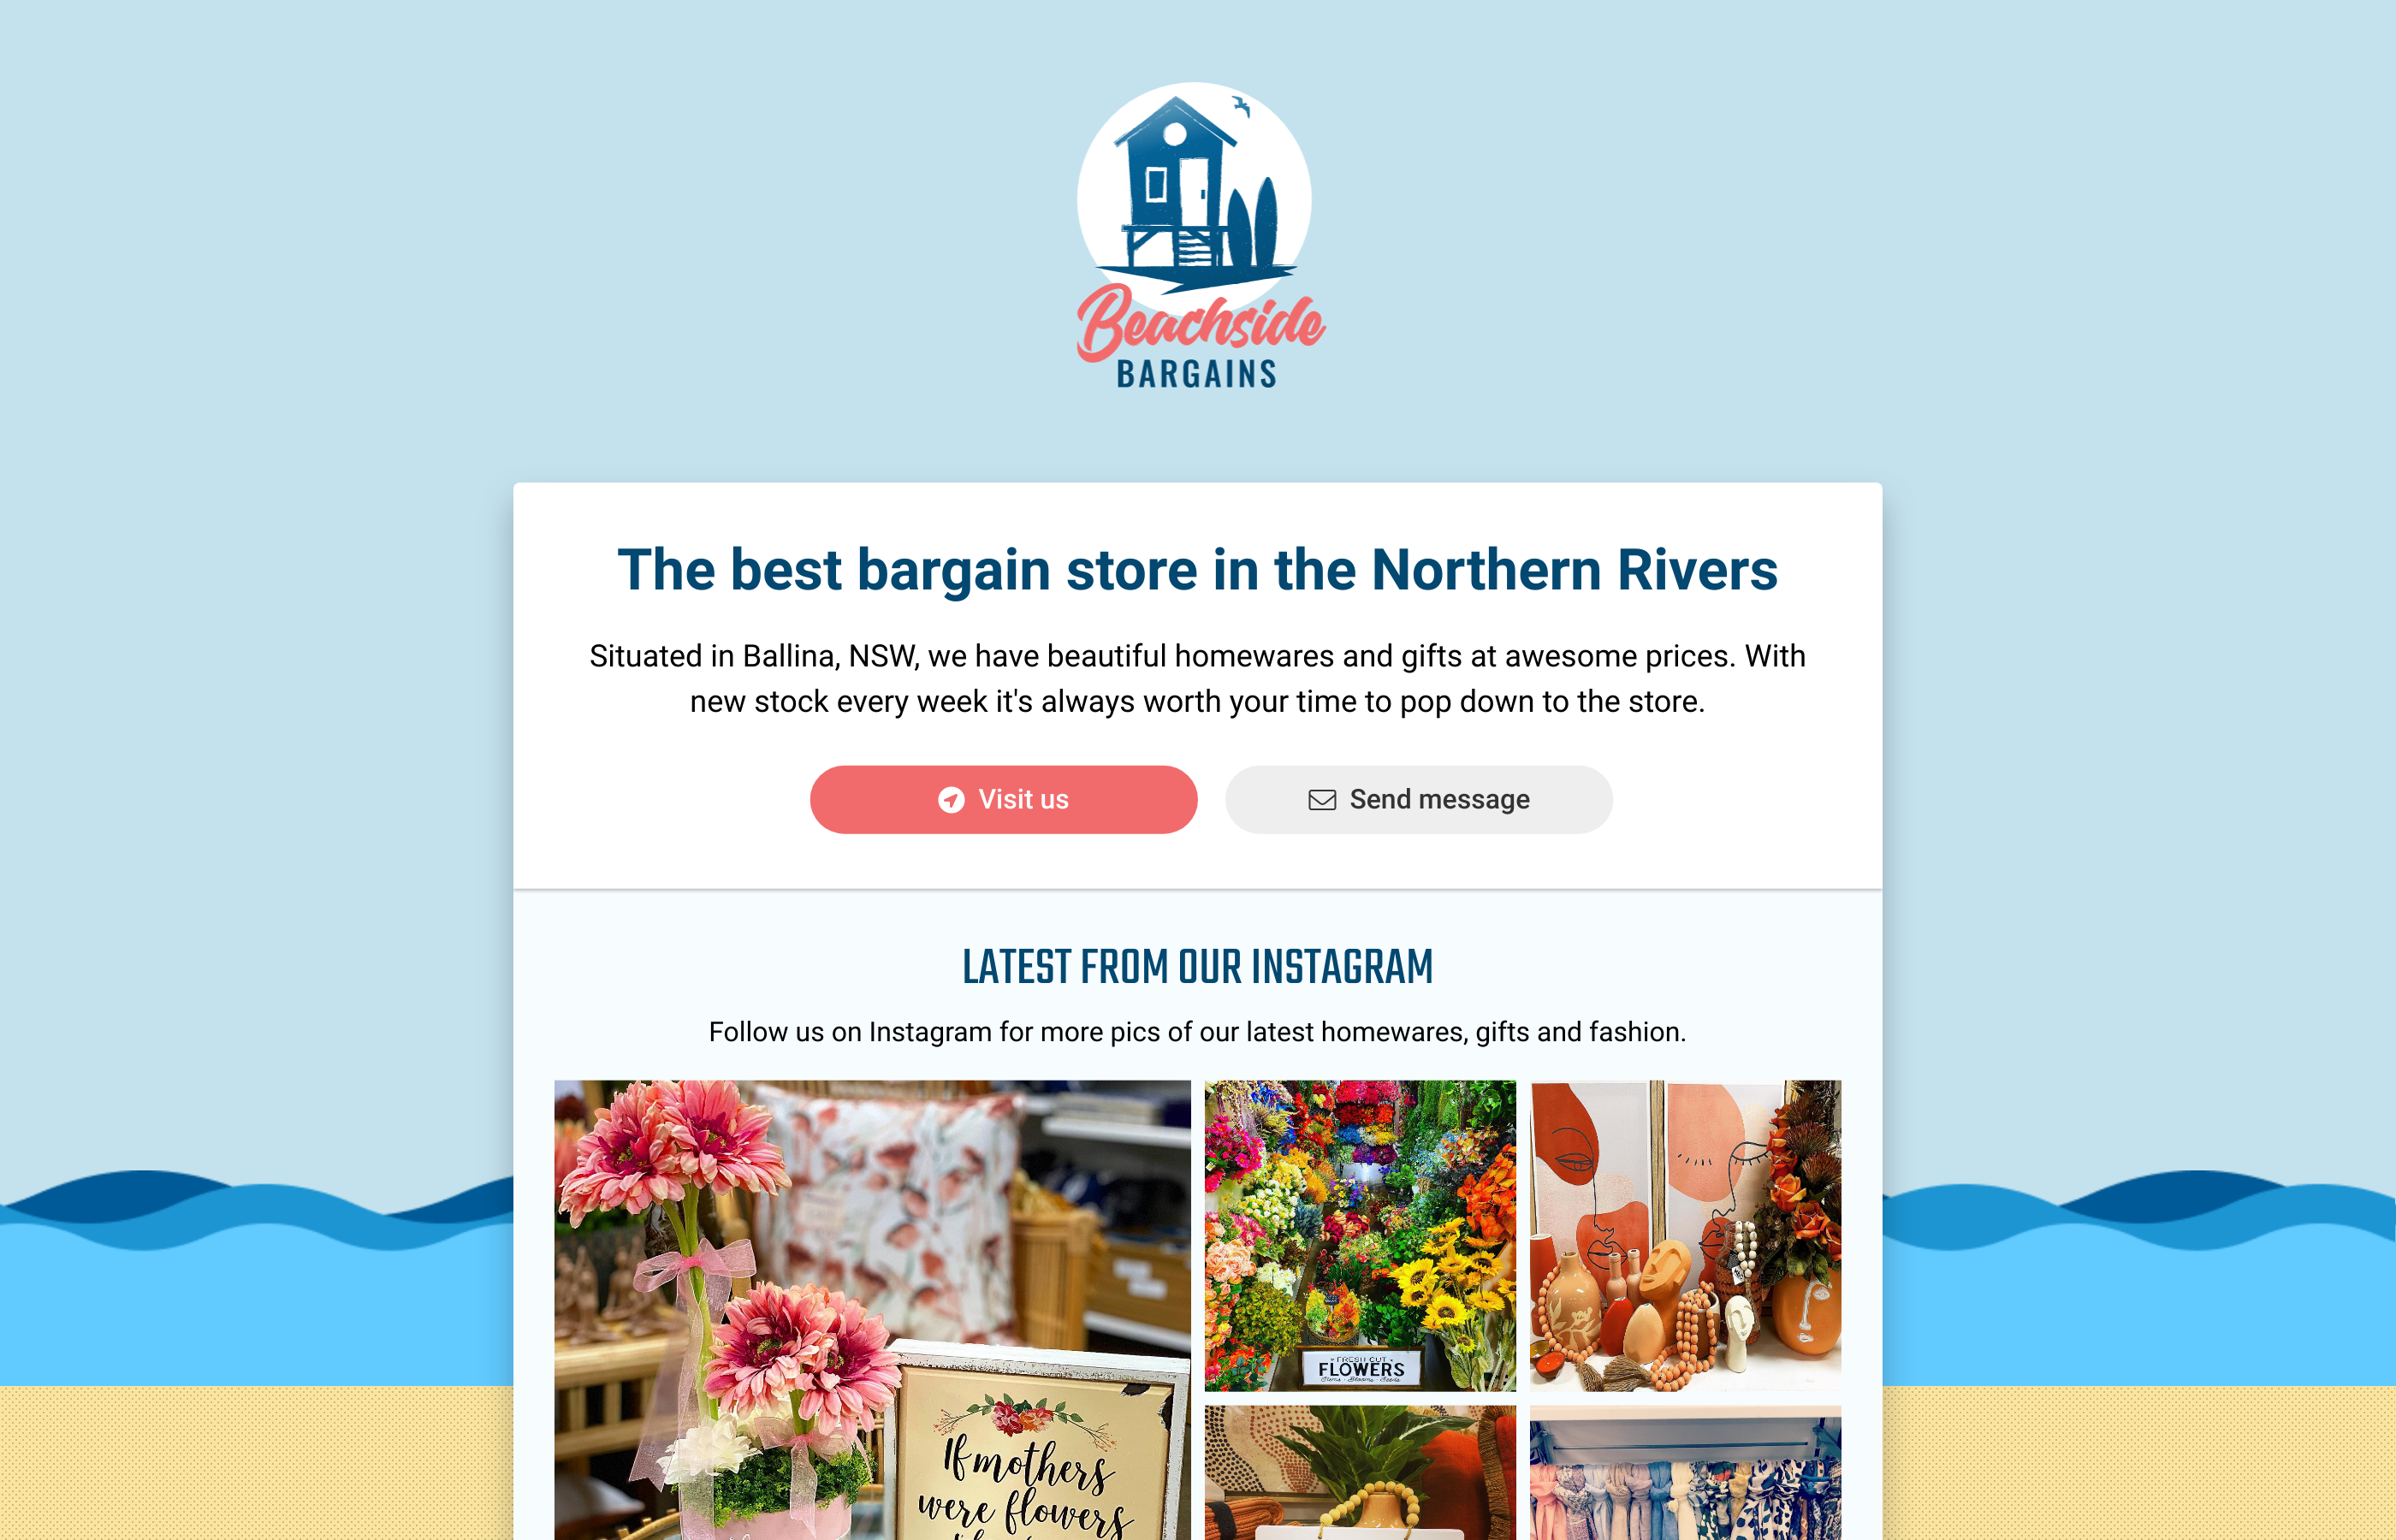 Beachside
BARGAINS
The best bargain store in the Northern Rivers
Situated in Ballina, NSW, we have beautiful homewares and gifts at awesome prices. With
new stock every week it's always worth your time to pop down to the store.
Visit us
Send message
LATEST FROM OUR INSTAGRAM
Follow us on Instagram for more pics of our latest homewares, gifts and fashion.
FRESH CUT
FLOWERS
Stems - Blooms - Seeds
If mothers
were flowers